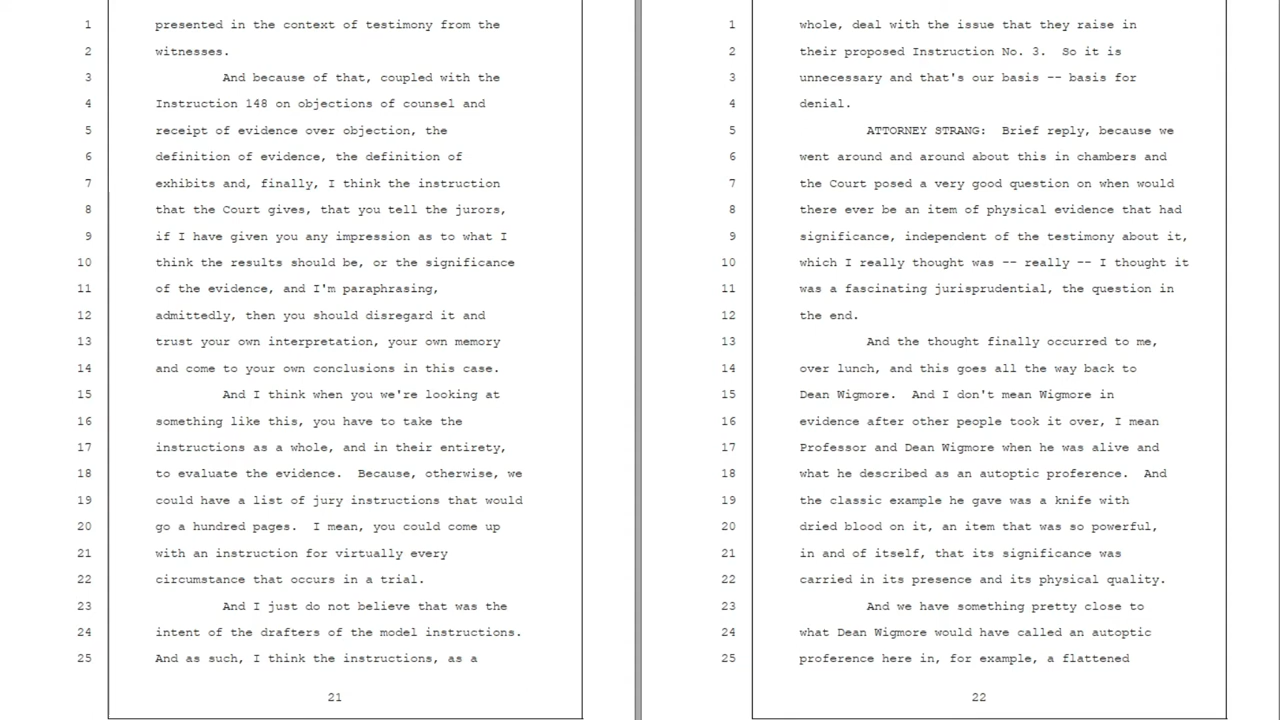 1 presented in the context of testimony from the
2 witnesses.
3 And because of that, coupled with the
4 Instruction 148 on objections of counsel and
5 receipt of evidence over objection, the
6 definition of evidence, the definition of
7 exhibits and, finally, I think the instruction
8 that the Court gives, that you tell the jurors,
9 if I have given you any impression as to what I
10 think the results should be, or the significance
11 of the evidence, and I'm paraphrasing,
12 admittedly, then you should disregard it and
13 trust your own interpretation, your own memory
14 and come to your own conclusions in this case.
15 And I think when you we're looking at
16 something like this, you have to take the
17 instructions as a whole, and in their entirety,
18 to evaluate the evidence. Because, otherwise, we
19 could have a list of jury instructions that would
20 go a hundred pages. I mean, you could come up
21 with an instruction for virtually every
22 circumstance that occurs in a trial.
23 And I just do not believe that was the
24 intent of the drafters of the model instructions.
25 And as such, I think the instructions, as a
21
1 whole, deal with the issue that they raise in
2 their proposed Instruction No. 3. So it is
3 unnecessary and that's our basis -- basis for
4 denial.
5 ATTORNEY STRANG: Brief reply, because we
6 went around and around about this in chambers and
7 the Court posed a very good question on when would
8 there ever be an item of physical evidence that had
9 significance, independent of the testimony about it,
10 which I really thought was -- really -- I thought it
11 was a fascinating jurisprudential, the question in
12 the end.
13 And the thought finally occurred to me,
14 over lunch, and this goes all the way back to
15 Dean Wigmore. And I don't mean Wigmore in
16 evidence after other people took it over, I mean
17 Professor and Dean Wigmore when he was alive and
18 what he described as an autoptic proference. And
19 the classic example he gave was a knife with
20 dried blood on it, an item that was so powerful,
21 in and of itself, that its significance was
22 carried in its presence and its physical quality.
23 And we have something pretty close to
24 what Dean Wigmore would have called an autoptic
25 proference here in, for example, a flattened
22